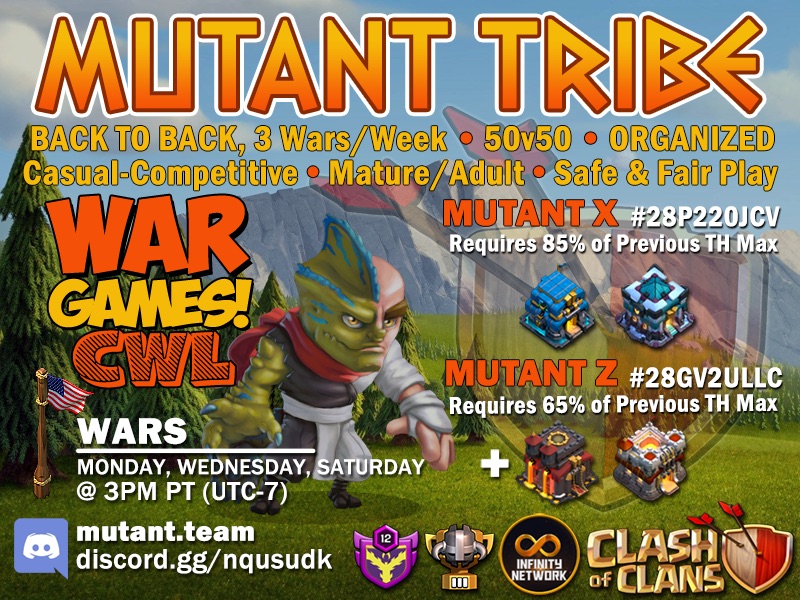 MUTANT TRIBE
BACK TO BACK, 3 Wars/Week • 50v50 • ORGANIZED
Casual-Competitive • Mature/Adult • Safe & Fair Play
WAR
GAMES!
CWL
MUTANT X #28P220JCV
Requires 85% of Previous TH Max
MUTANT Z #28GV2ULLC
Requires 65% of Previous TH Max
+
WARS
MONDAY, WEDNESDAY, SATURDAY
@ 3PM PT (UTC-7)
mutant.team
discord.gg/nqusudk
12
III
INFINITY
NETWORK
CLASH
OF CLANS